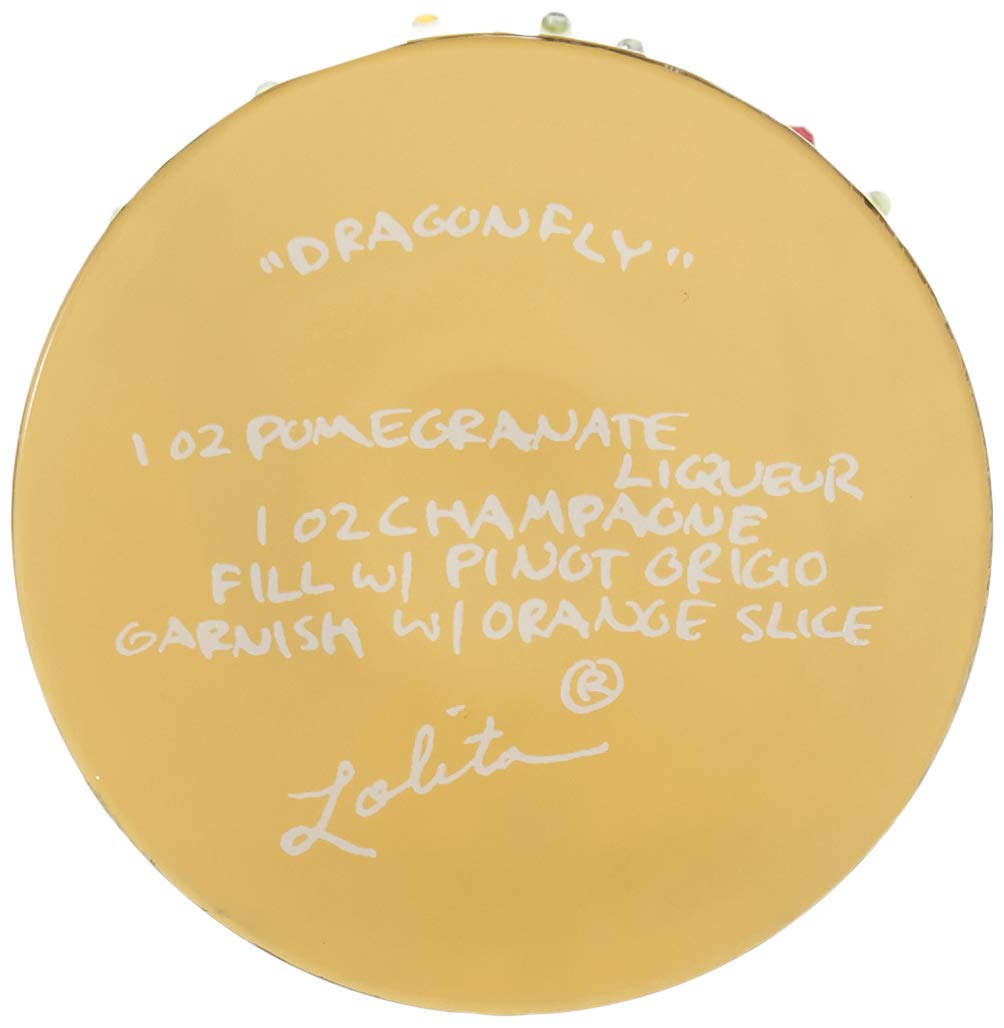 "DRAGONFLY"
1 OZ POMEGRANATE
LIQUEUR
1 OZ CHAMPAGNE
FILL W/ PINOT GRIGIO
GARNISH W/ ORANGE SLICE
®
Lolita